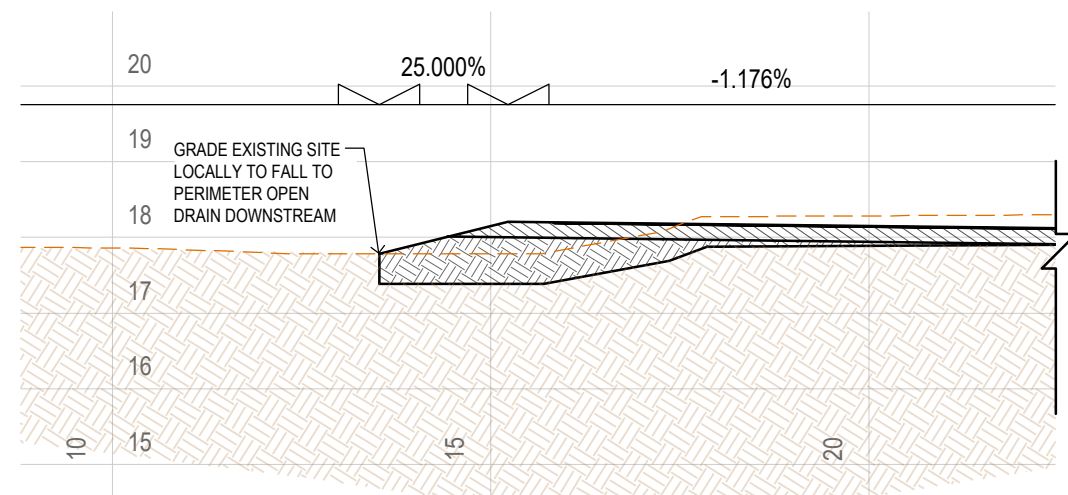 20
25.000%
-1.176%
19
GRADE EXISTING SITE
LOCALLY TO FALL TO
PERIMETER OPEN
DRAIN DOWNSTREAM
18
17
16
15
10
15
20